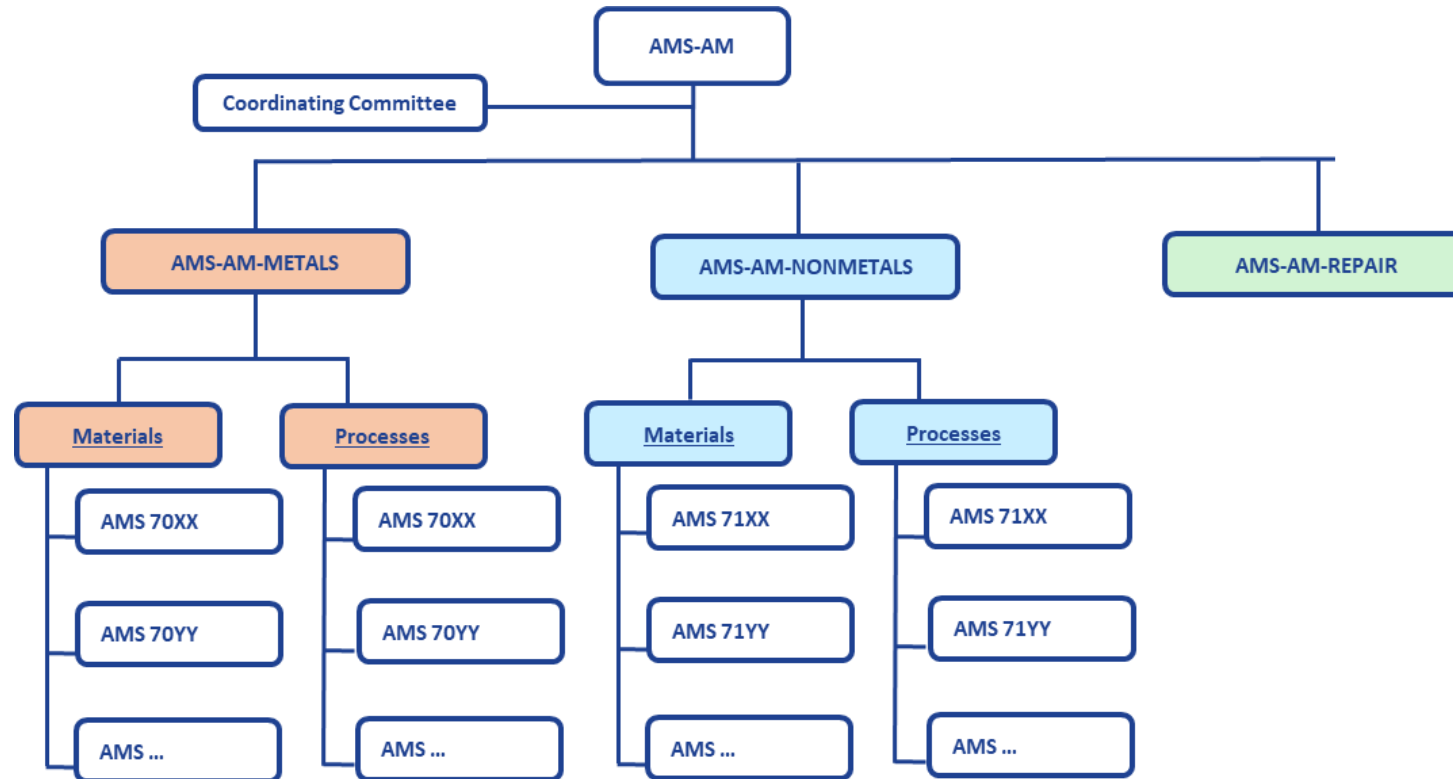 AMS-AM
Coordinating Committee
AMS-AM-METALS
AMS-AM-NONMETALS
AMS-AM-REPAIR
Materials
Processes
Materials
Processes
AMS 70XX
AMS 70XX
AMS 71XX
AMS 71XX
AMS 70YY
AMS 70YY
AMS 71YY
AMS 71YY
AMS ...
AMS ...
AMS ...
AMS ...